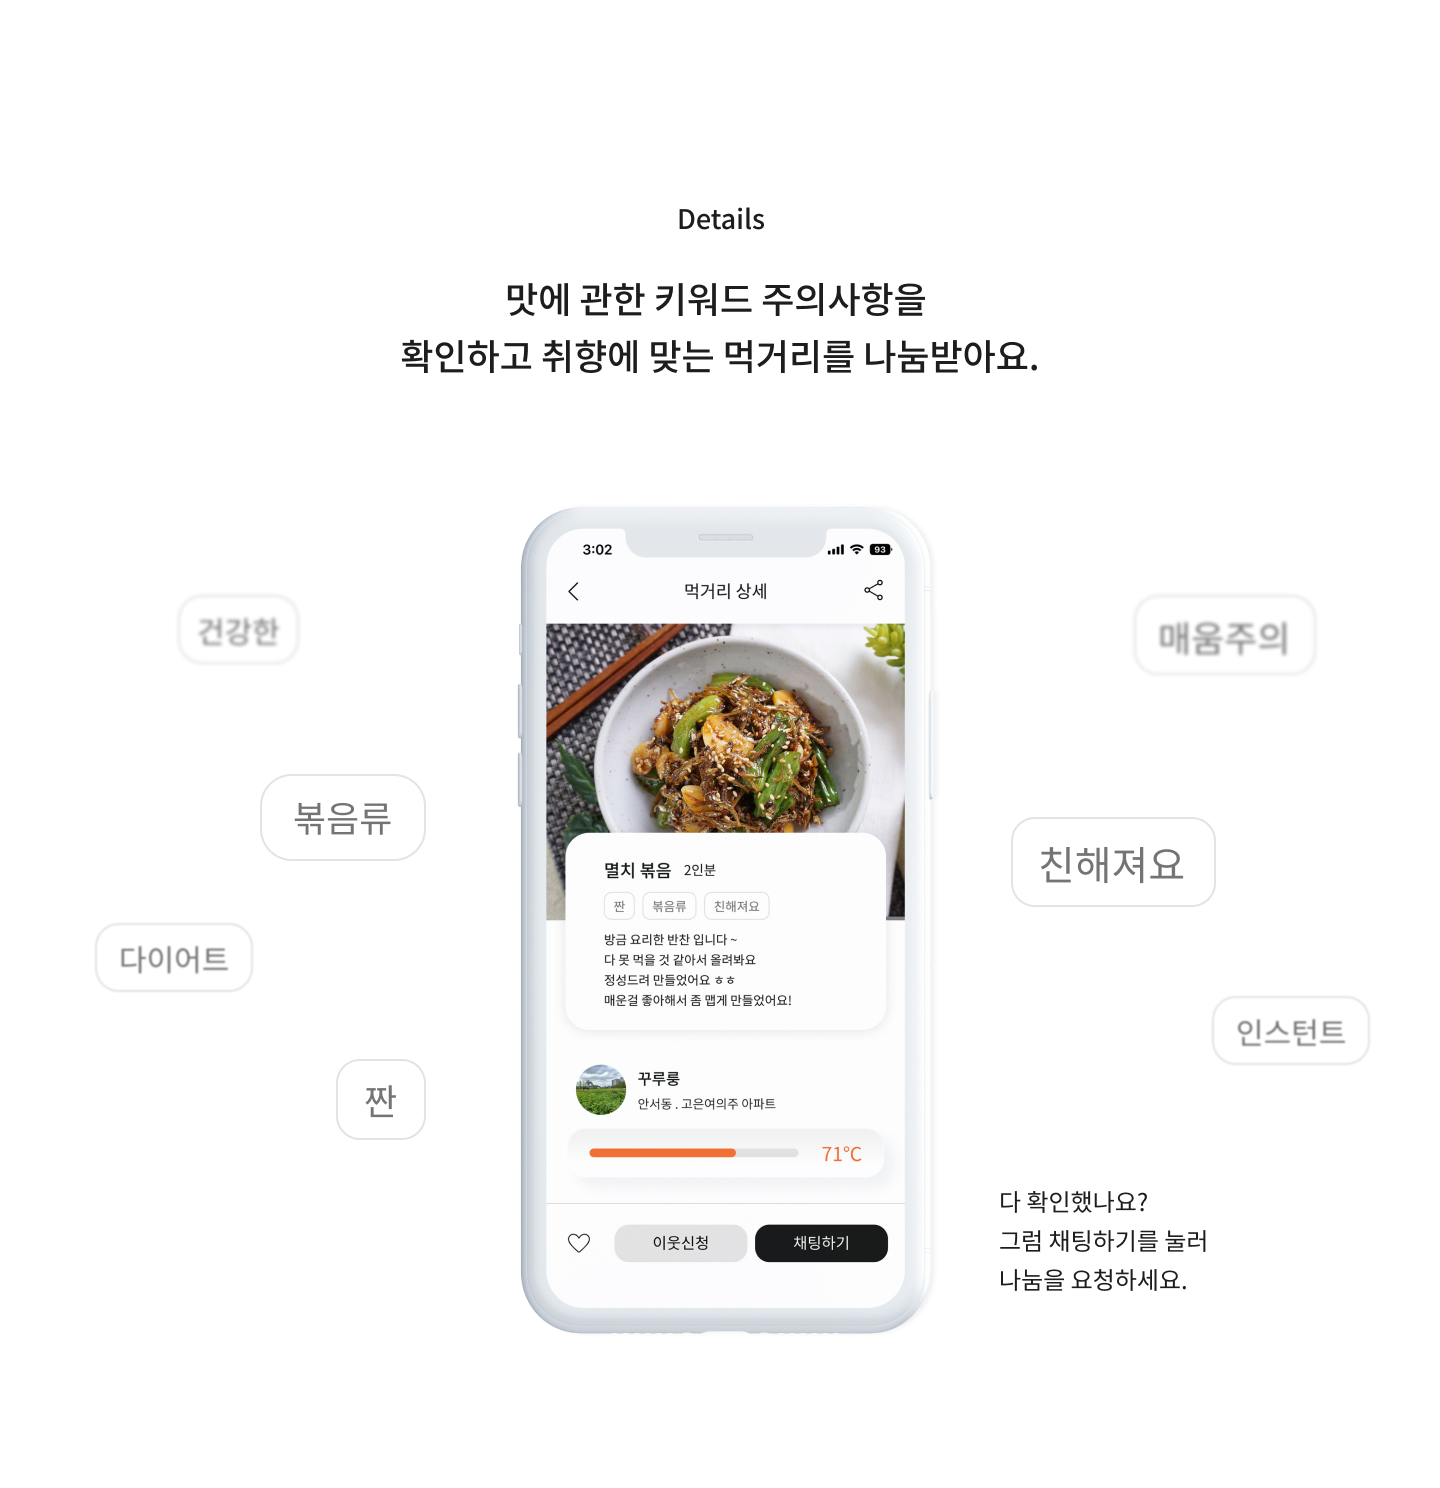 Details
맛에 관한 키워드 주의사항을
확인하고 취향에 맞는 먹거리를 나눔받아요.
3:02
93
먹거리 상세
건강한
매움주의
볶음류
친해져요
멸치 볶음 2인분
짠 볶음류 친해져요
방금 요리한 반찬 입니다 ~
다 못 먹을 것 같아서 올려봐요
정성드려 만들었어요 ㅎㅎ
매운걸 좋아해서 좀 맵게 만들었어요!
다이어트
인스턴트
짠
꾸루룽
안서동 . 고은여의주 아파트
71°C
이웃신청
채팅하기
다 확인했나요?
그럼 채팅하기를 눌러
나눔을 요청하세요.